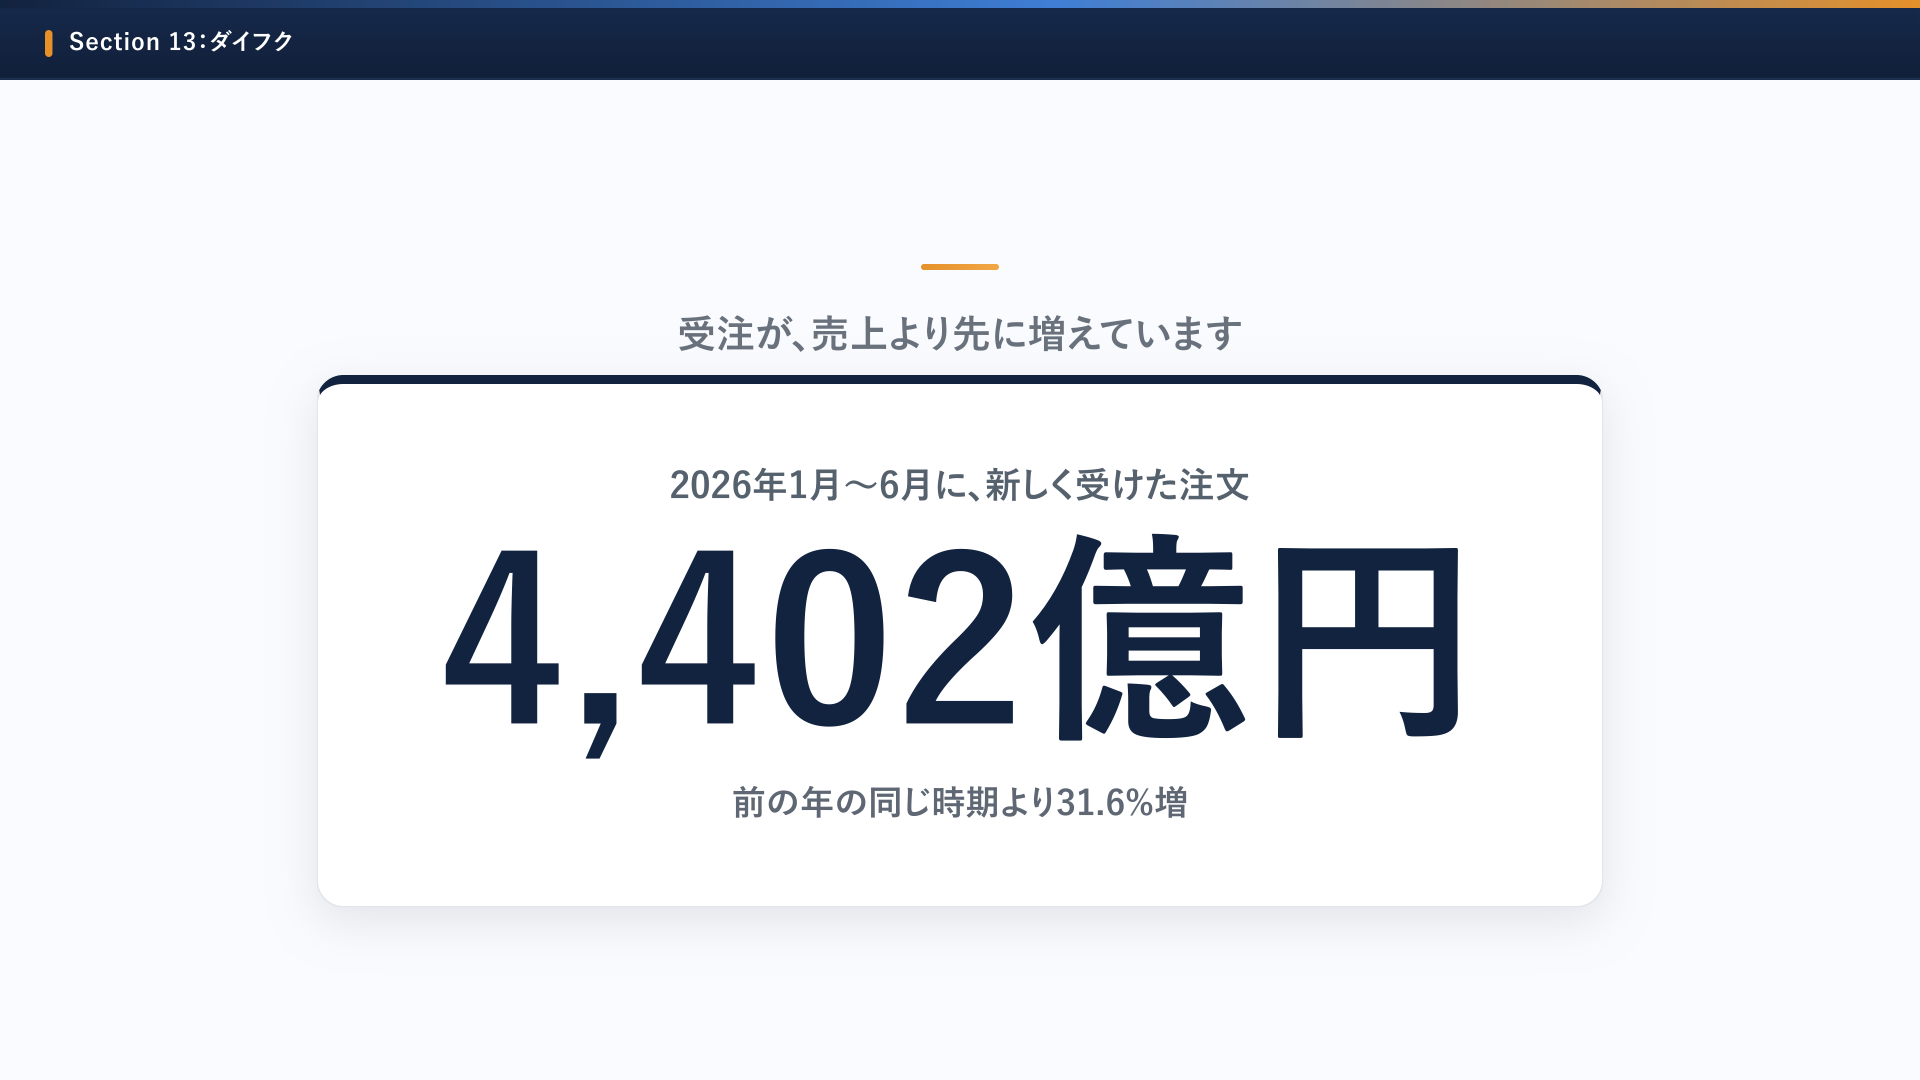 Section 13：ダイフク
受注が、売上より先に増えています
2026年1月〜6月に、新しく受けた注文
4,402億円
前の年の同じ時期より31.6%増